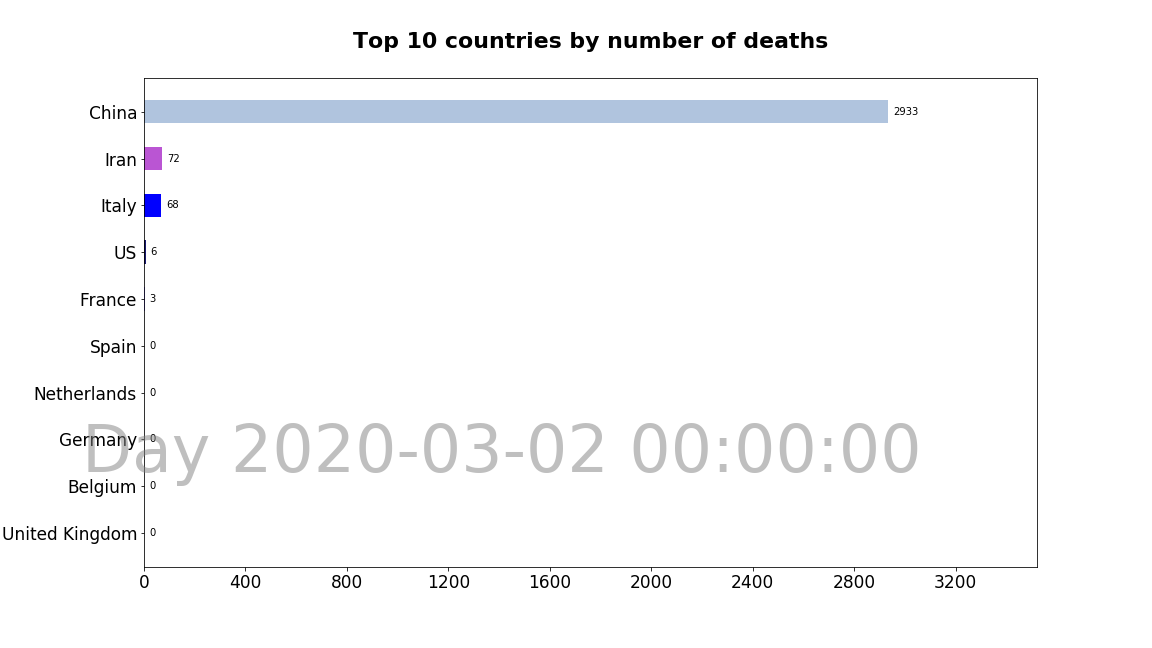 Top 10 countries by number of deaths
China 2933
Iran 72
Italy 68
US 6
France 3
Spain 0
Netherlands 0
Germany 0
Day 2020-03-02 00:00:00
Belgium 0
United Kingdom 0
0 400 800 1200 1600 2000 2400 2800 3200